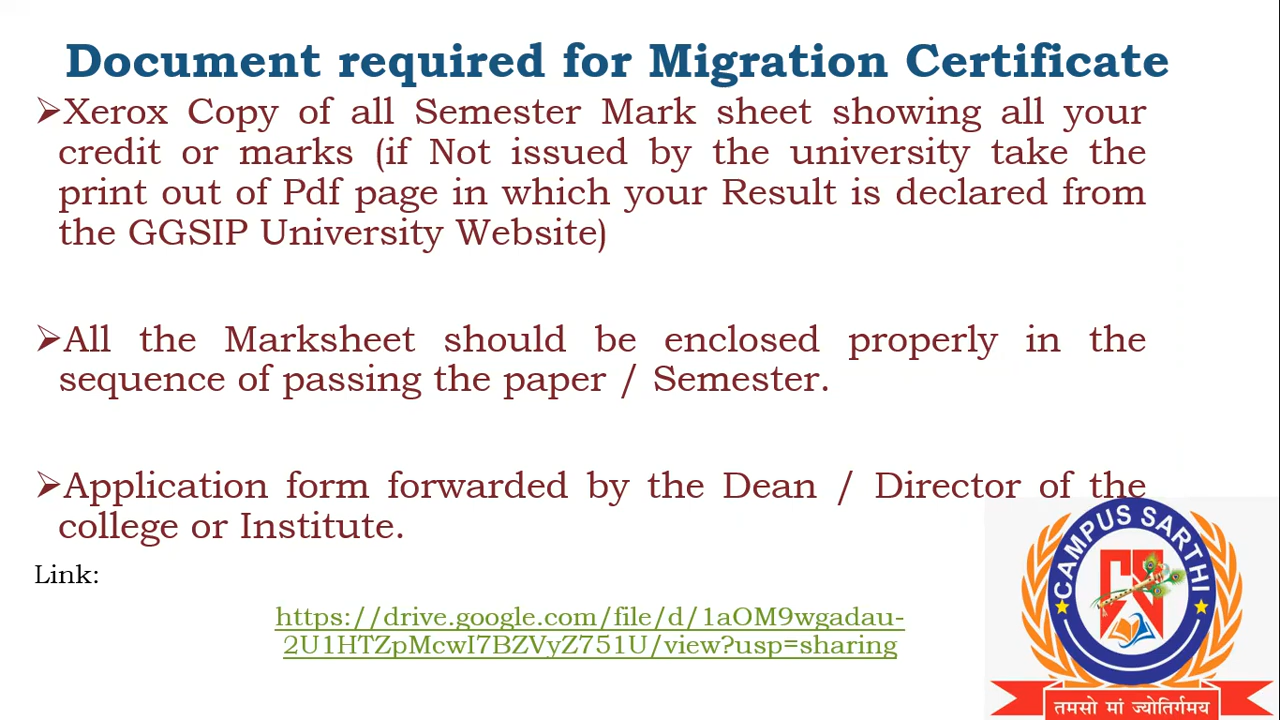 Document required for Migration Certificate
➢Xerox Copy of all Semester Mark sheet showing all your
credit or marks (if Not issued by the university take the
print out of Pdf page in which your Result is declared from
the GGSIP University Website)
➢All the Marksheet should be enclosed properly in the
sequence of passing the paper / Semester.
➢Application form forwarded by the Dean / Director of the
college or Institute.
Link:
https://drive.google.com/file/d/1aOM9wgadau-
2U1HTZpMcwI7BZVyZ751U/view?usp=sharing
CAMPUS SARTHI
तमसो मां ज्योतिर्गमय